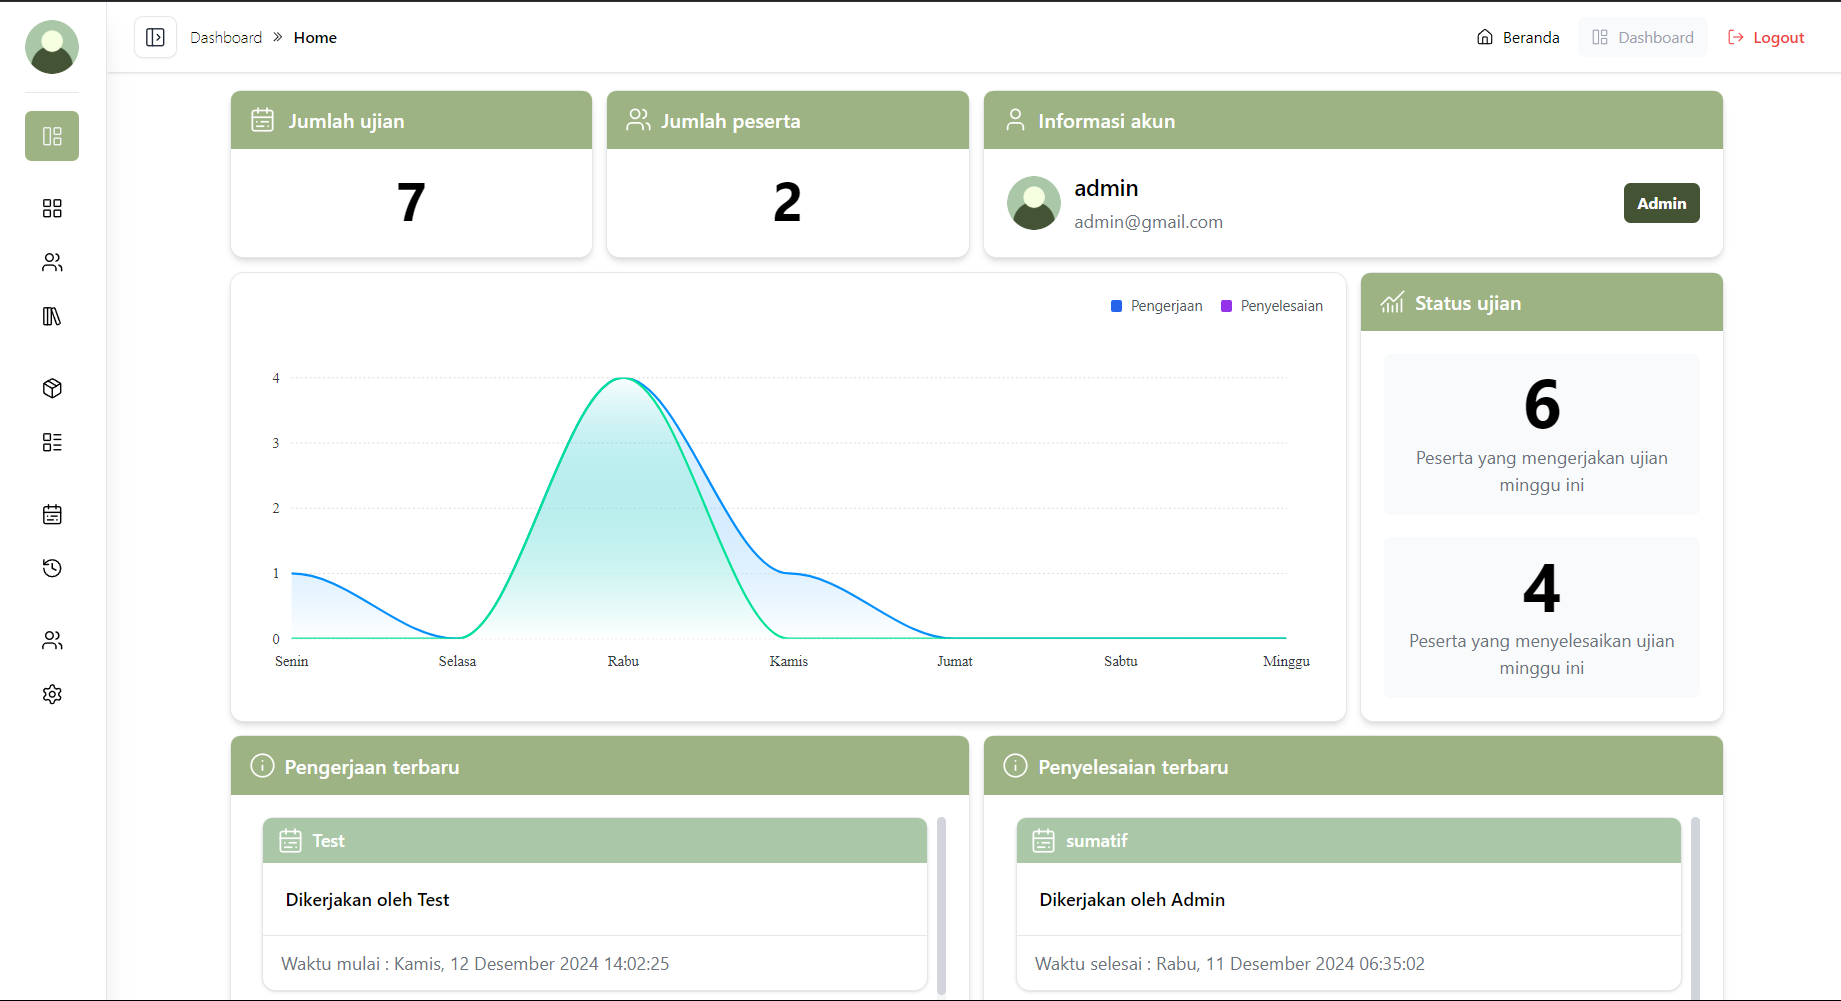 Dashboard » Home
Beranda
Dashboard
Logout
Jumlah ujian
7
Jumlah peserta
2
Informasi akun
admin
admin@gmail.com
Admin
Pengerjaan
Penyelesaian
4
3
2
1
0
Senin
Selasa
Rabu
Kamis
Jumat
Sabtu
Minggu
Status ujian
6
Peserta yang mengerjakan ujian
minggu ini
4
Peserta yang menyelesaikan ujian
minggu ini
Pengerjaan terbaru
Test
Dikerjakan oleh Test
Waktu mulai : Kamis, 12 Desember 2024 14:02:25
Penyelesaian terbaru
sumatif
Dikerjakan oleh Admin
Waktu selesai : Rabu, 11 Desember 2024 06:35:02